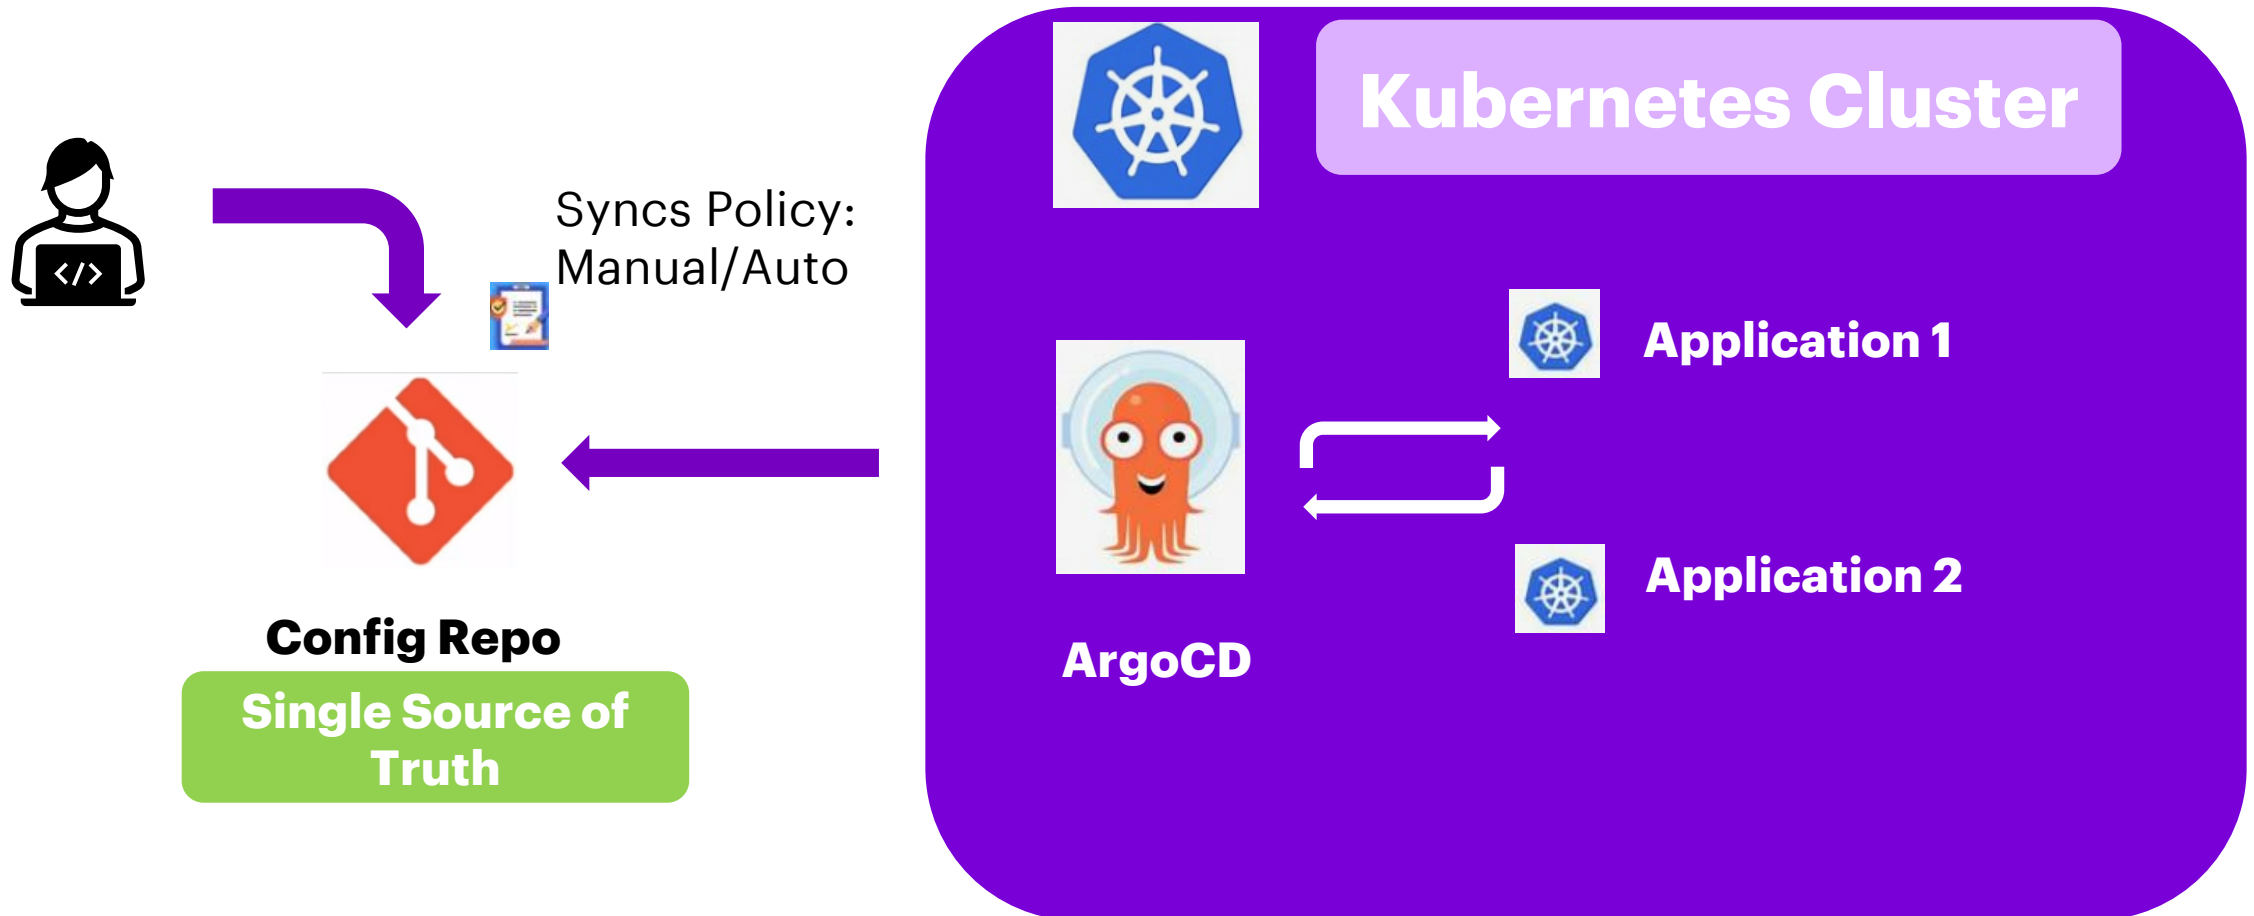 Kubernetes Cluster
Syncs Policy:
Manual/Auto
</>
Application 1
Application 2
Config Repo
ArgoCD
Single Source of
Truth